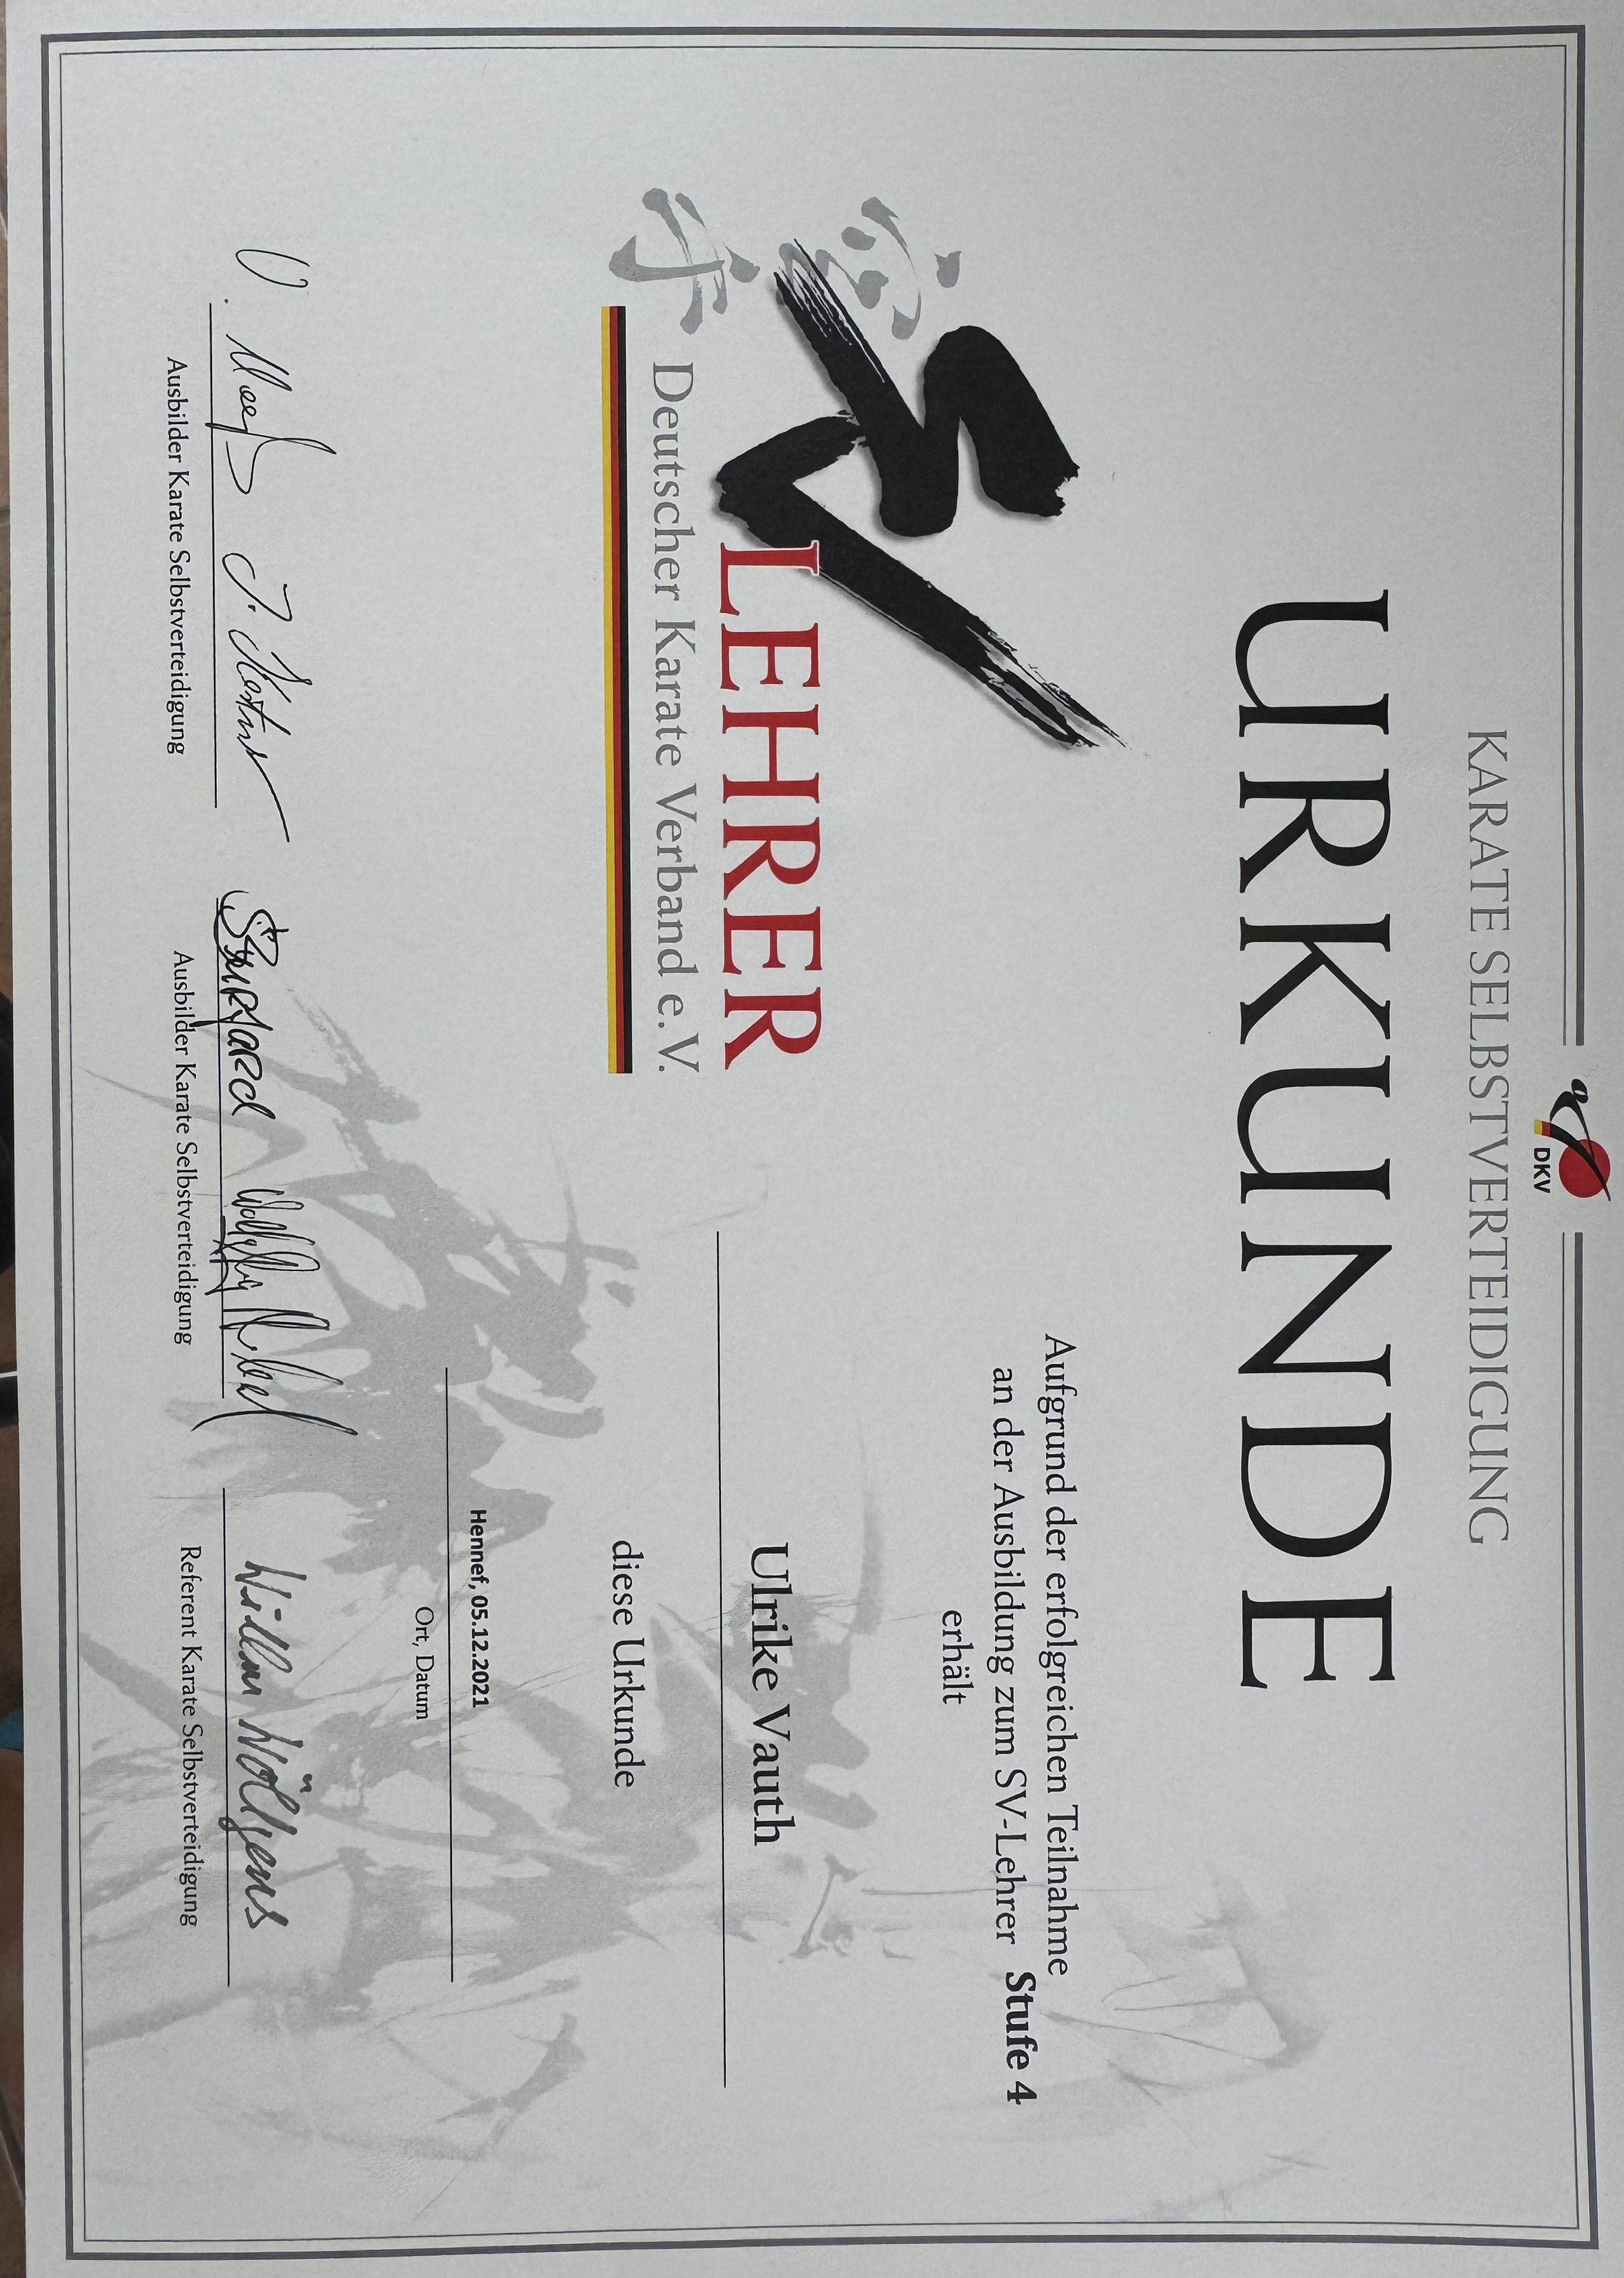 DKV
KARATE SELBSTVERTEIDIGUNG
URKUNDE
空手
SV
LEHRER
Deutscher Karate Verband e.V.
Aufgrund der erfolgreichen Teilnahme
an der Ausbildung zum SV-Lehrer Stufe 4
erhält
Ulrike Vauth
diese Urkunde
Hennef, 05.12.2021
Ort, Datum
Ausbilder Karate Selbstverteidigung
Ausbilder Karate Selbstverteidigung
Referent Karate Selbstverteidigung